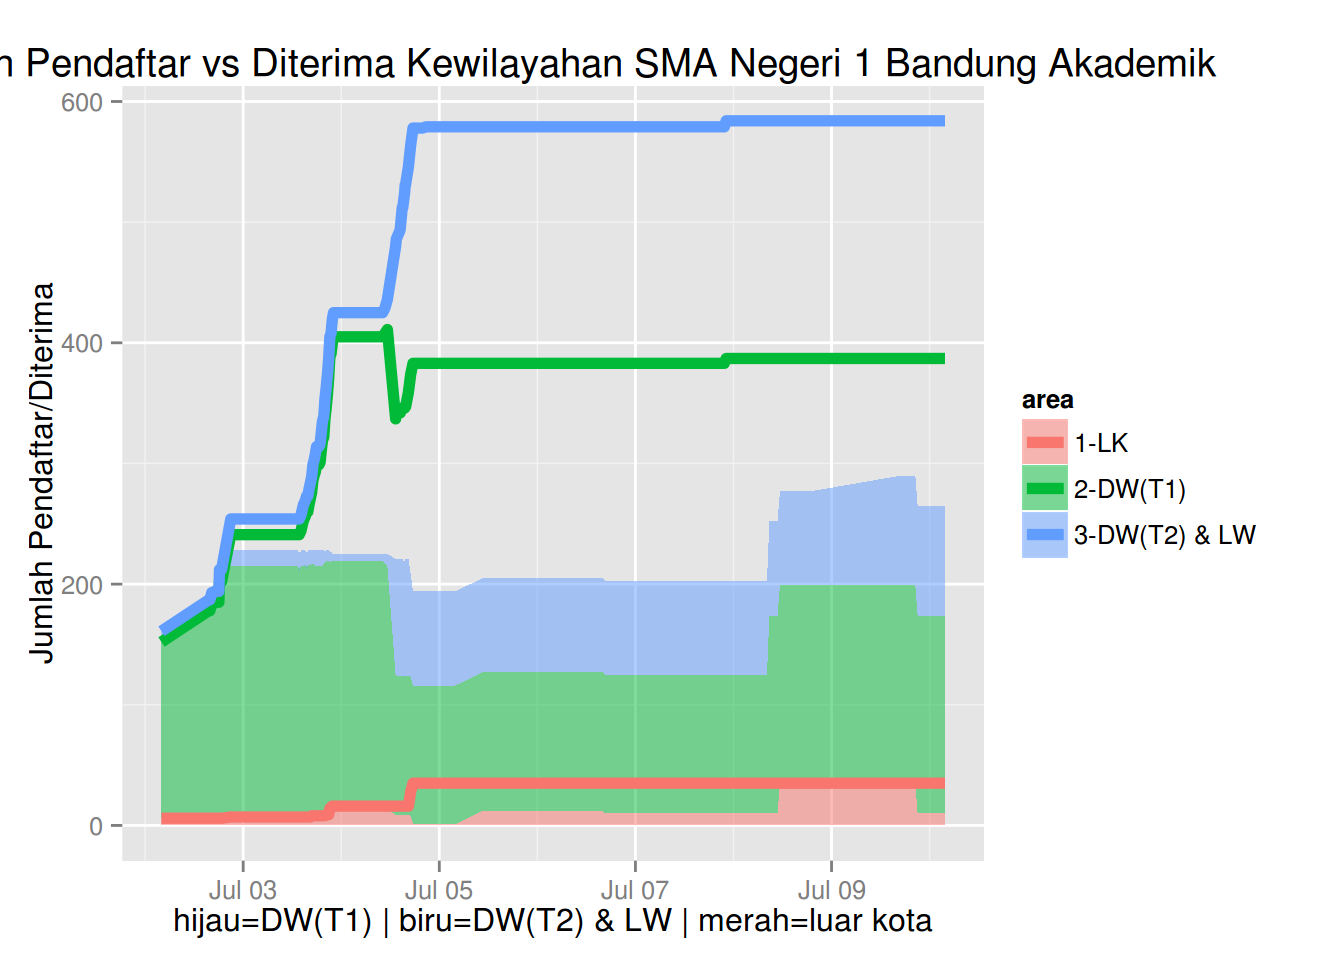 Pendaftar vs Diterima Kewilayahan SMA Negeri 1 Bandung Akademik
600
400
200
0
Jumlah Pendaftar/Diterima
Jul 03
Jul 05
Jul 07
Jul 09
hijau=DW(T1) | biru=DW(T2) & LW | merah=luar kota
area
1-LK
2-DW(T1)
3-DW(T2) & LW